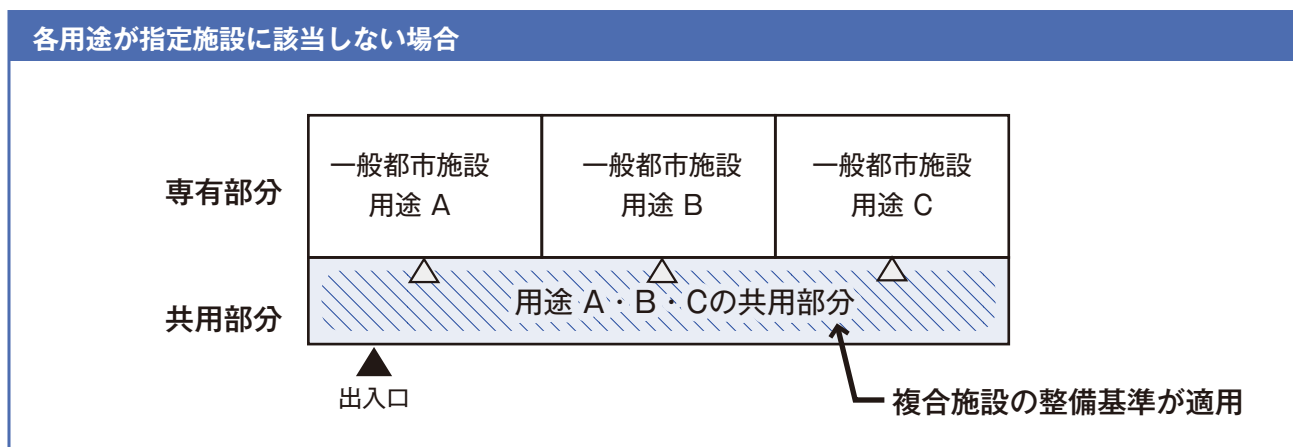 各用途が指定施設に該当しない場合
専有部分
一般都市施設
用途 A
一般都市施設
用途 B
一般都市施設
用途 C
共用部分
用途 A・B・Cの共用部分
出入口
複合施設の整備基準が適用